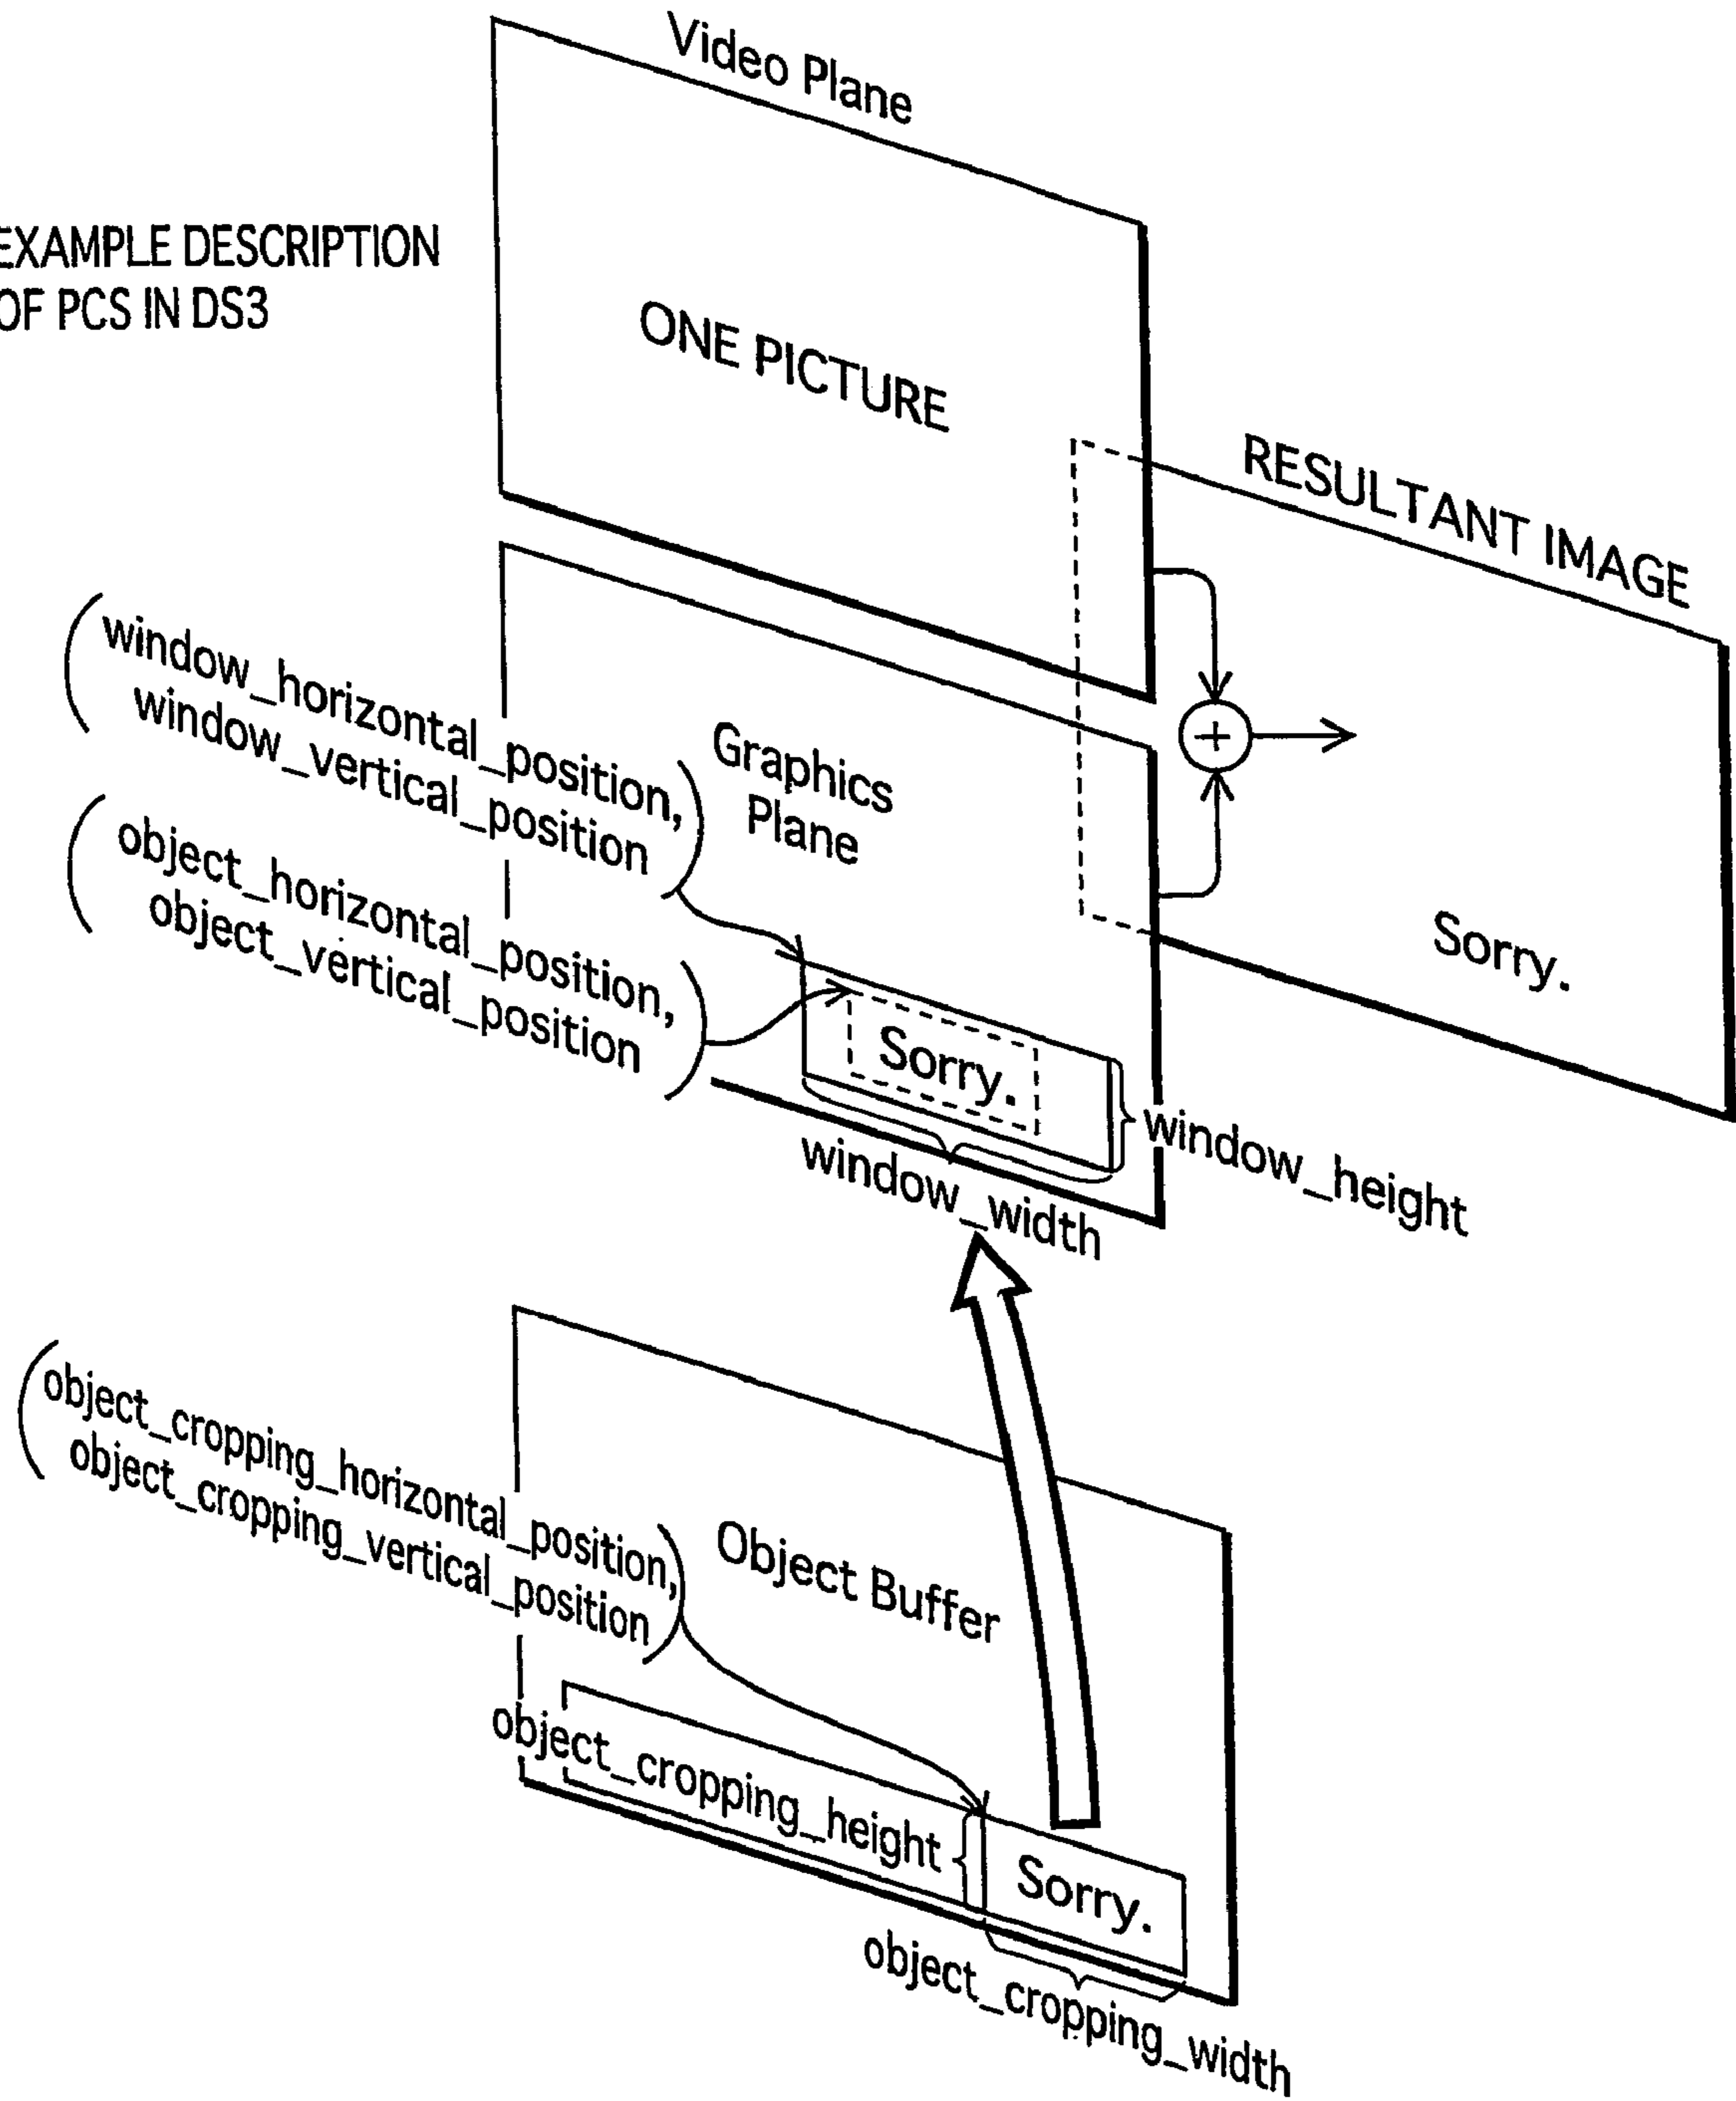 EXAMPLE DESCRIPTION
OF PCS IN DS3
Video Plane
ONE PICTURE
RESULTANT IMAGE
Sorry.
(window_horizontal_position,
window_vertical_position)
Graphics
Plane
(object_horizontal_position,
object_vertical_position)
Sorry.
window_height
window_width
(object_cropping_horizontal_position,
object_cropping_vertical_position)
Object Buffer
object_cropping_height
Sorry.
object_cropping_width